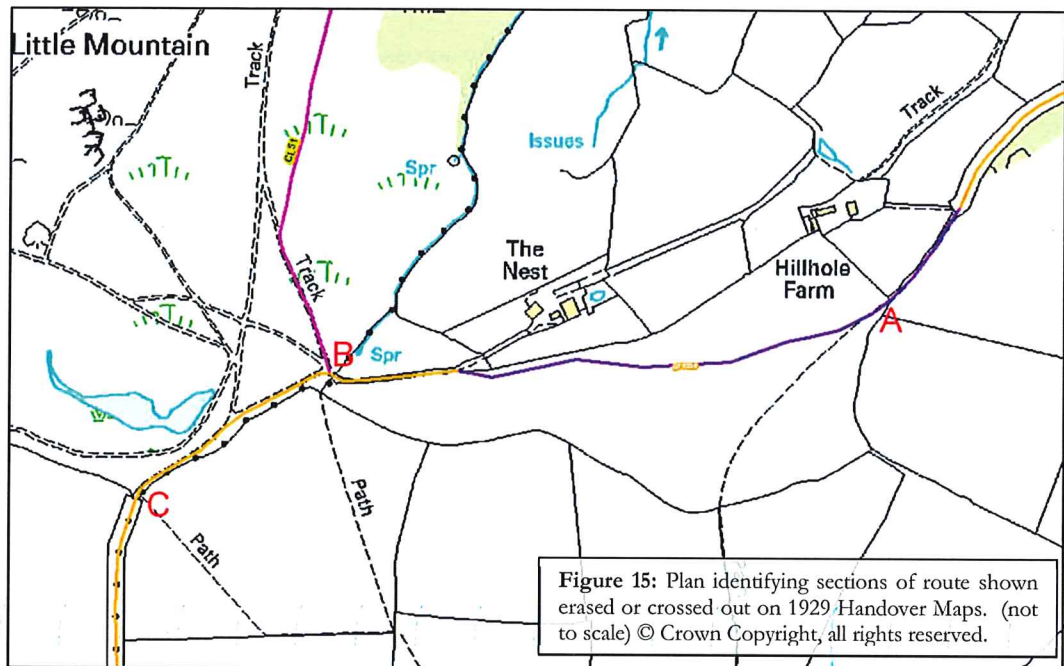 Little Mountain
Track
Track
CL51
Spr
Issues
The
Nest
Hillhole
Farm
A
Track
B
Spr
C
Path
Path
Figure 15: Plan identifying sections of route shown
erased or crossed out on 1929 Handover Maps. (not
to scale) © Crown Copyright, all rights reserved.